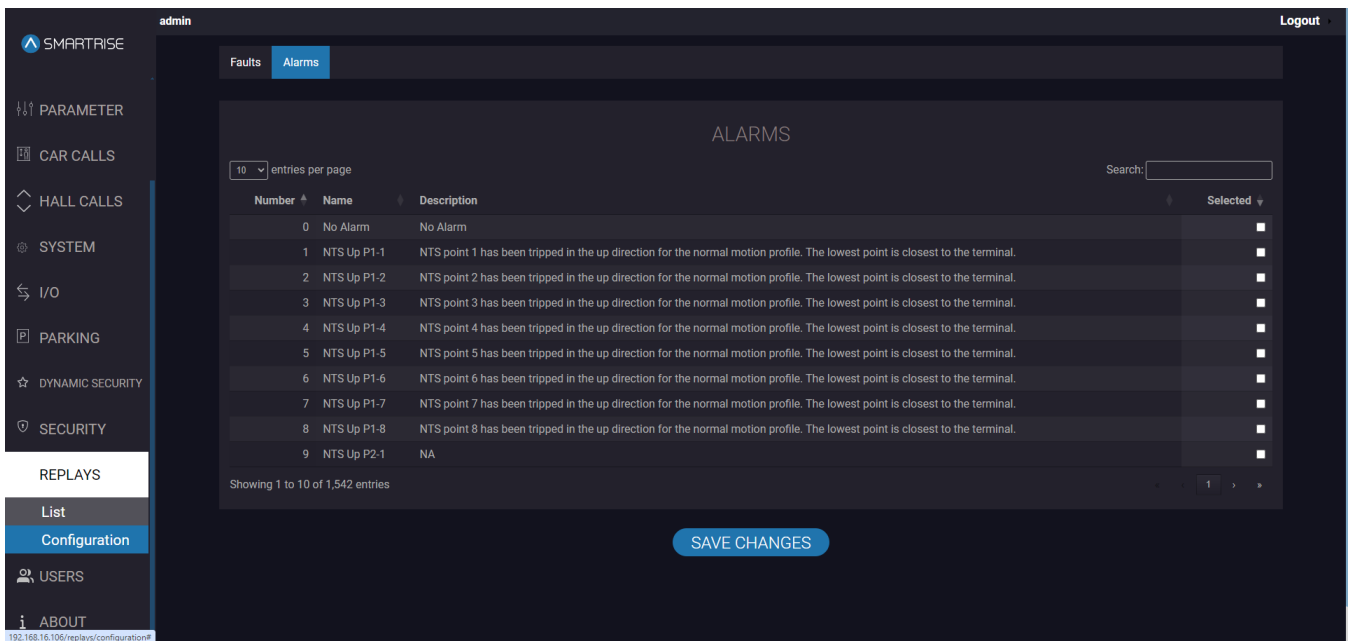 admin
Logout
SMARTRISE
Faults Alarms
PARAMETER
CAR CALLS
HALL CALLS
SYSTEM
I/O
PARKING
DYNAMIC SECURITY
SECURITY
REPLAYS
List
Configuration
USERS
ABOUT
ALARMS
10 entries per page
Search:
Number Name Description Selected
0 No Alarm No Alarm
1 NTS Up P1-1 NTS point 1 has been tripped in the up direction for the normal motion profile. The lowest point is closest to the terminal.
2 NTS Up P1-2 NTS point 2 has been tripped in the up direction for the normal motion profile. The lowest point is closest to the terminal.
3 NTS Up P1-3 NTS point 3 has been tripped in the up direction for the normal motion profile. The lowest point is closest to the terminal.
4 NTS Up P1-4 NTS point 4 has been tripped in the up direction for the normal motion profile. The lowest point is closest to the terminal.
5 NTS Up P1-5 NTS point 5 has been tripped in the up direction for the normal motion profile. The lowest point is closest to the terminal.
6 NTS Up P1-6 NTS point 6 has been tripped in the up direction for the normal motion profile. The lowest point is closest to the terminal.
7 NTS Up P1-7 NTS point 7 has been tripped in the up direction for the normal motion profile. The lowest point is closest to the terminal.
8 NTS Up P1-8 NTS point 8 has been tripped in the up direction for the normal motion profile. The lowest point is closest to the terminal.
9 NTS Up P2-1 NA
Showing 1 to 10 of 1,542 entries
« ‹ 1 › »
SAVE CHANGES
192.168.16.106/replays/configuration#